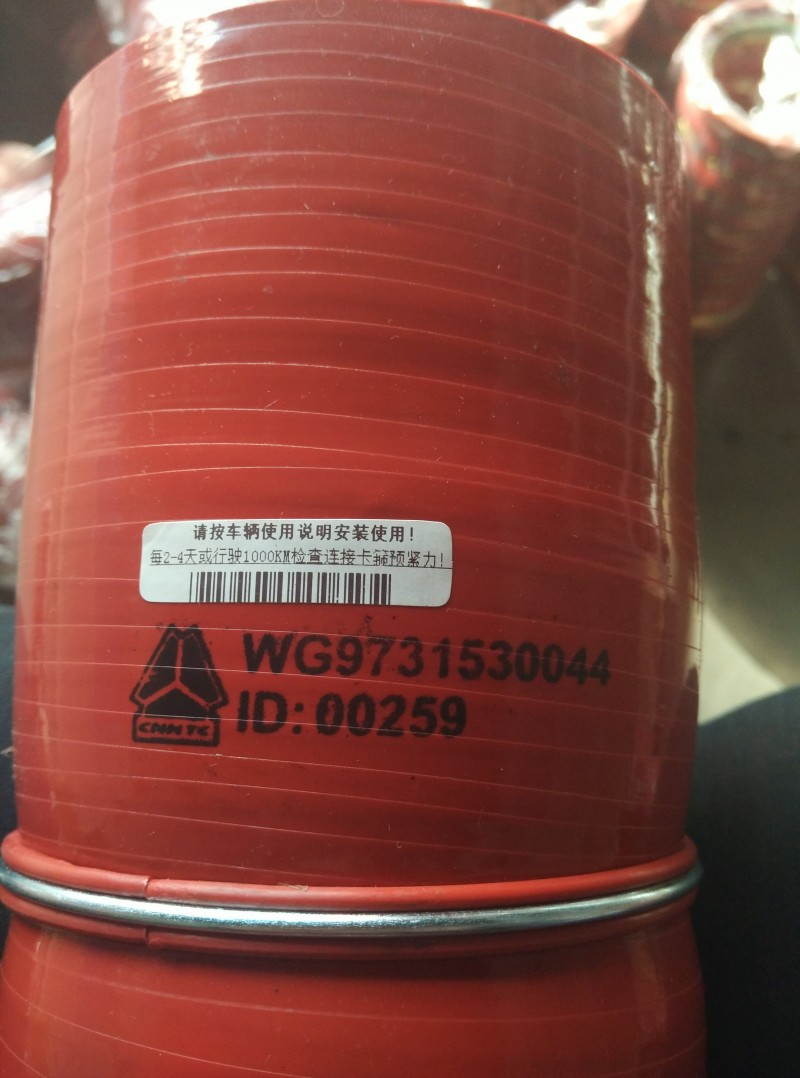 请按车辆使用说明安装使用！
每2-4天或行驶1000KM检查连接卡箍预紧力！
WG9731530044
CNHTC
ID:00259